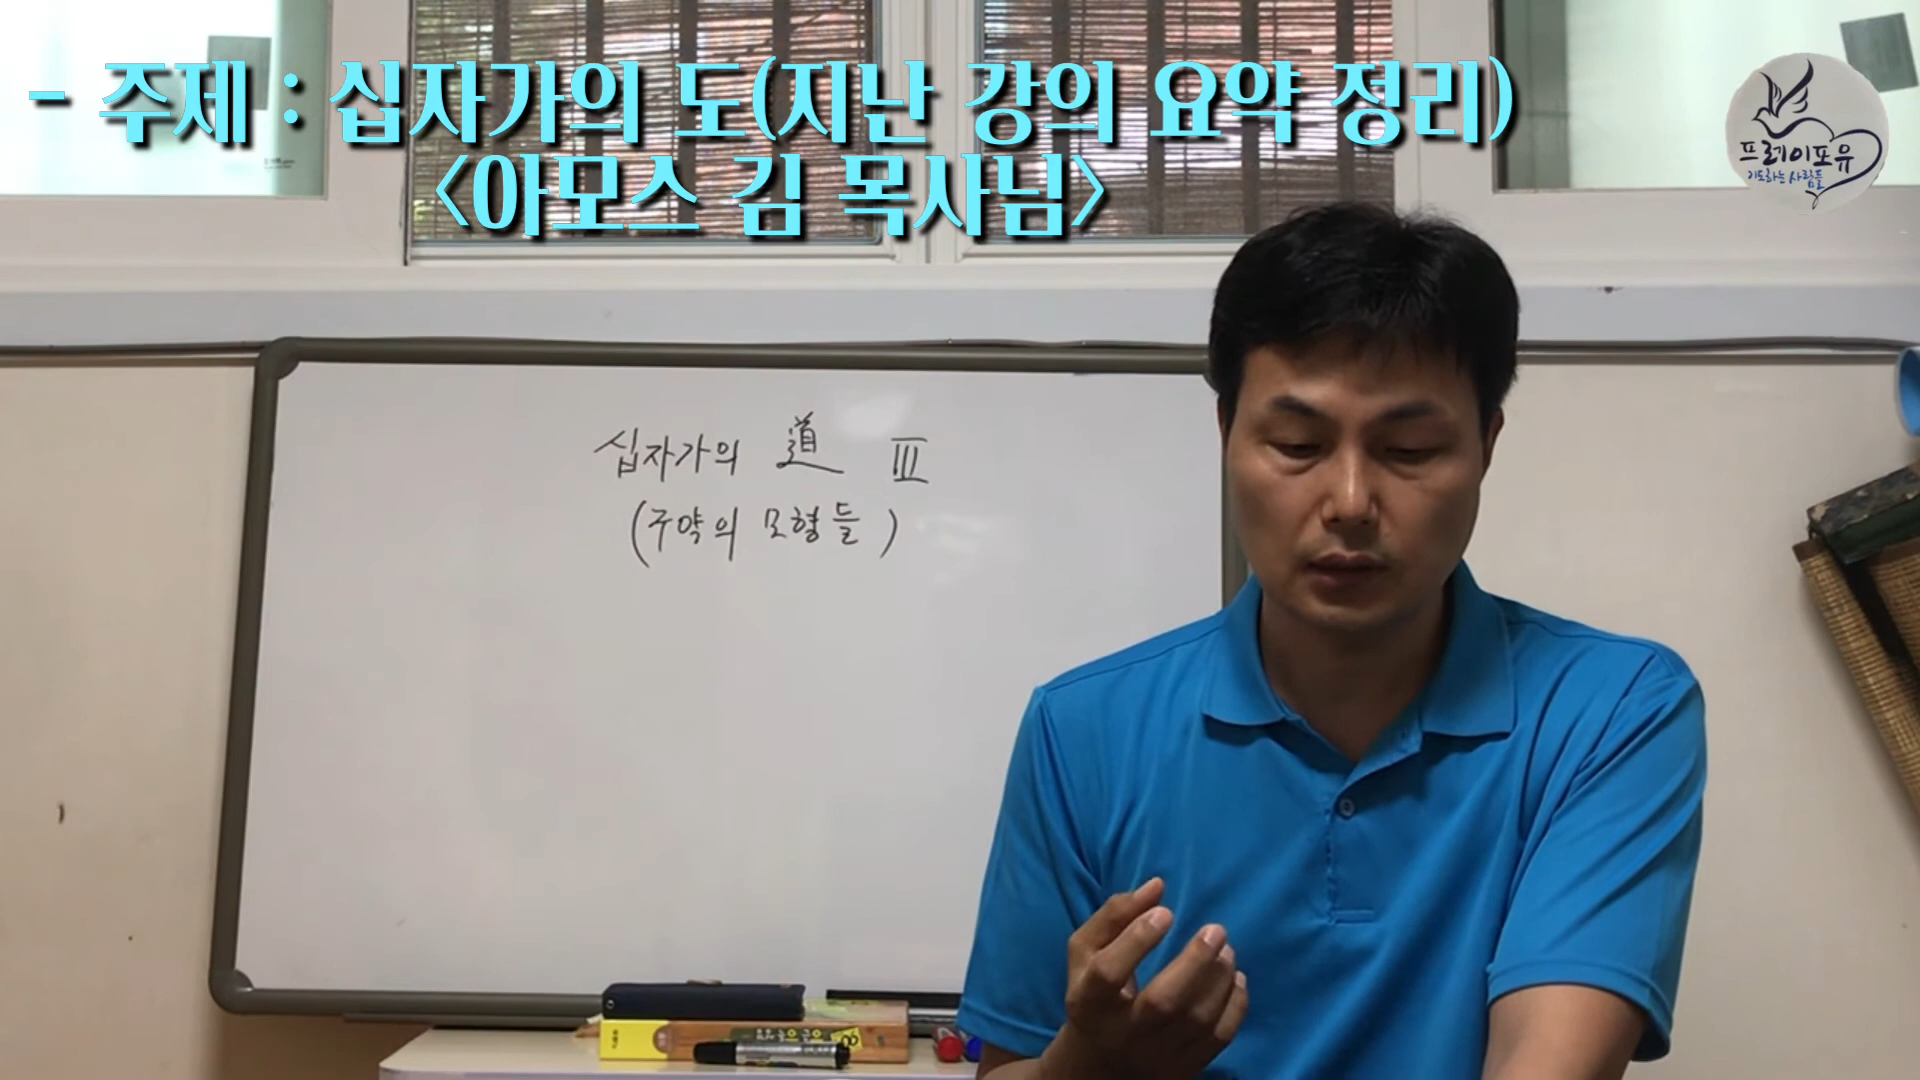 - 주제 : 십자가의 도(지난 강의 요약 정리)
<아모스 김 목사님>
프레이포유
기도하는 사람들
십자가의 道 III
(구약의 모형들)